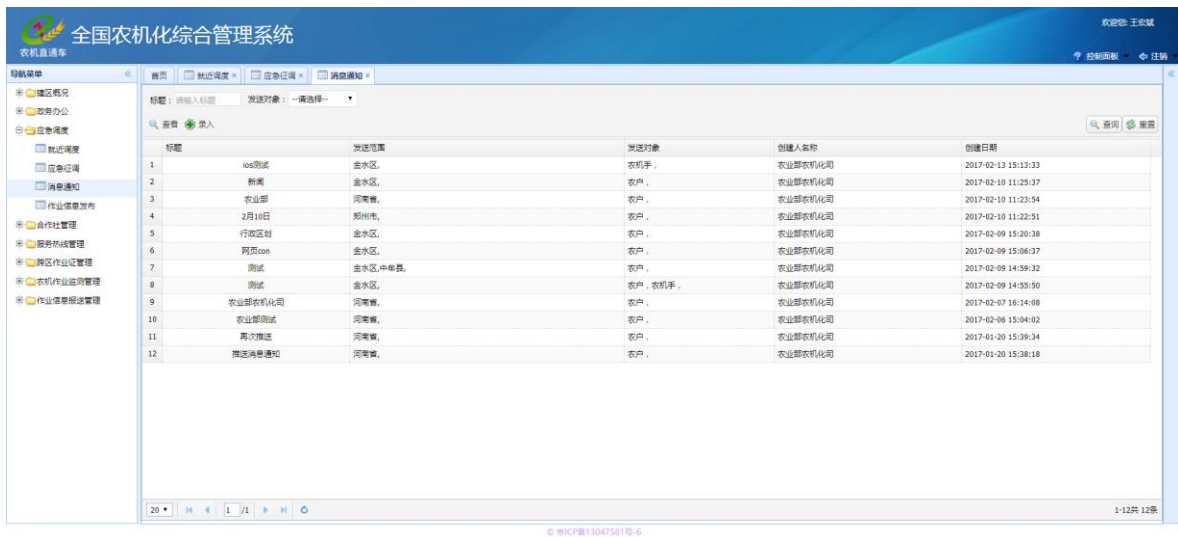 全国农机化综合管理系统
农机直通车
欢迎您: 王宏斌
控制面板 注销
导航菜单
辖区概况
政务办公
应急调度
就近调度
应急征调
消息通知
作业信息发布
合作社管理
服务热线管理
跨区作业证管理
农机作业监测管理
作业信息报送管理
首页 就近调度 × 应急征调 × 消息通知 ×
标题: 请输入标题 发送对象: --请选择--
查看 录入 查询 重置
标题 发送范围 发送对象 创建人名称 创建日期
1 ios测试 金水区, 农机手, 农业部农机化司 2017-02-13 15:13:33
2 新闻 金水区, 农户, 农业部农机化司 2017-02-10 11:25:37
3 农业部 河南省, 农户, 农业部农机化司 2017-02-10 11:23:54
4 2月10日 郑州市, 农户, 农业部农机化司 2017-02-10 11:22:51
5 行政区划 金水区, 农户, 农业部农机化司 2017-02-09 15:20:38
6 网页con 金水区, 农户, 农业部农机化司 2017-02-09 15:06:37
7 测试 金水区,中牟县, 农户, 农业部农机化司 2017-02-09 14:59:32
8 测试 金水区, 农户, 农机手, 农业部农机化司 2017-02-09 14:55:50
9 农业部农机化司 河南省, 农户, 农业部农机化司 2017-02-07 16:14:08
10 农业部测试 河南省, 农户, 农业部农机化司 2017-02-06 15:04:02
11 再次推送 河南省, 农户, 农业部农机化司 2017-01-20 15:39:34
12 推送消息通知 河南省, 农户, 农业部农机化司 2017-01-20 15:38:18
20 1 /1 1-12共 12条
© 京ICP备13047581号-6